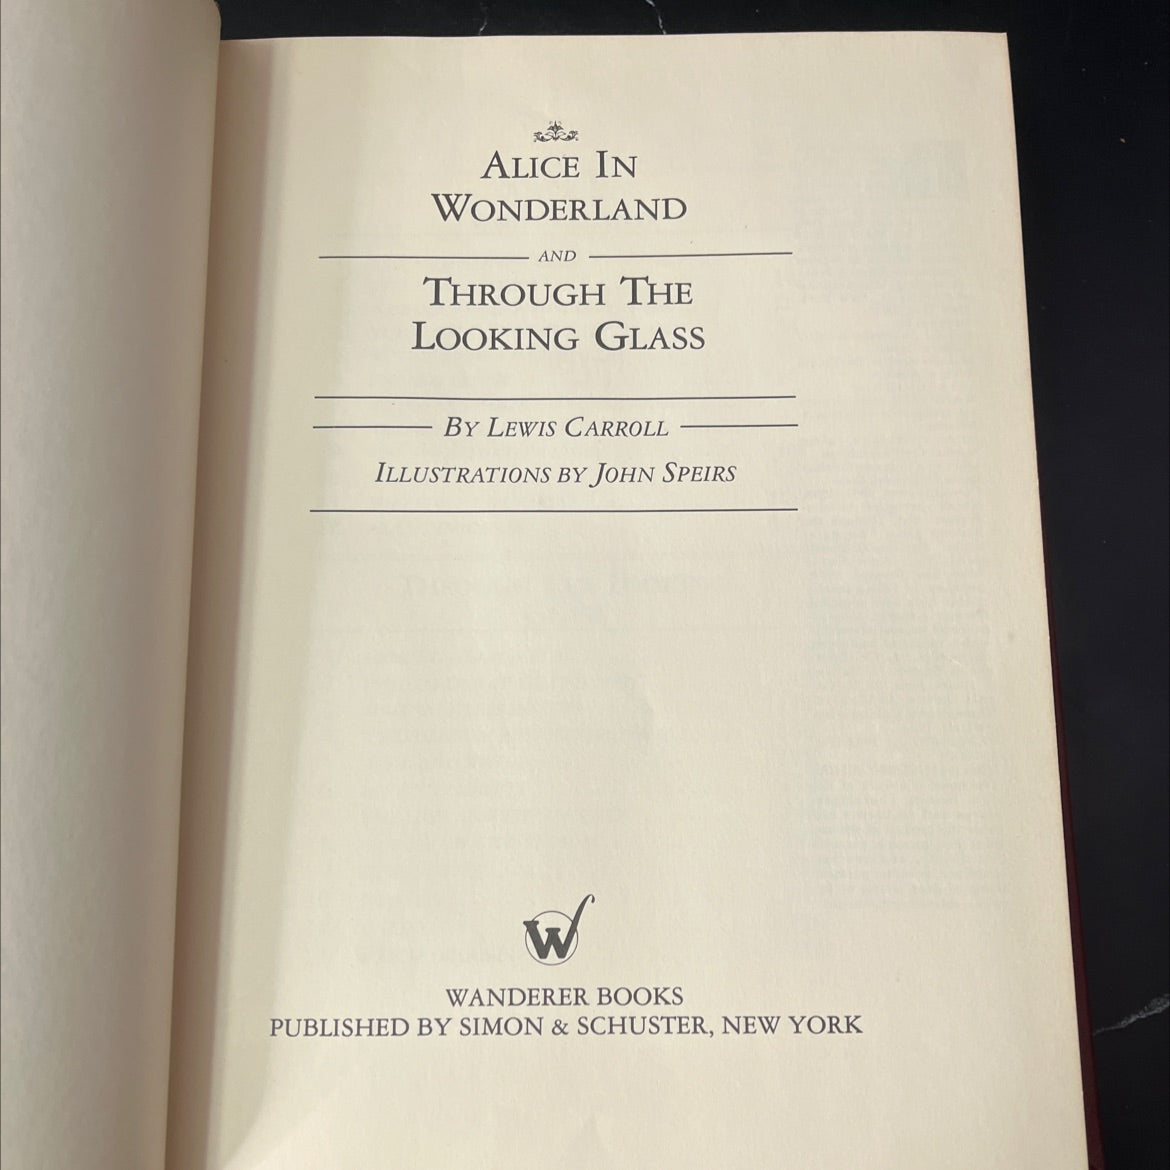 ALICE IN
WONDERLAND
AND
THROUGH THE
LOOKING GLASS
BY LEWIS CARROLL
ILLUSTRATIONS BY JOHN SPEIRS
W
WANDERER BOOKS
PUBLISHED BY SIMON & SCHUSTER, NEW YORK